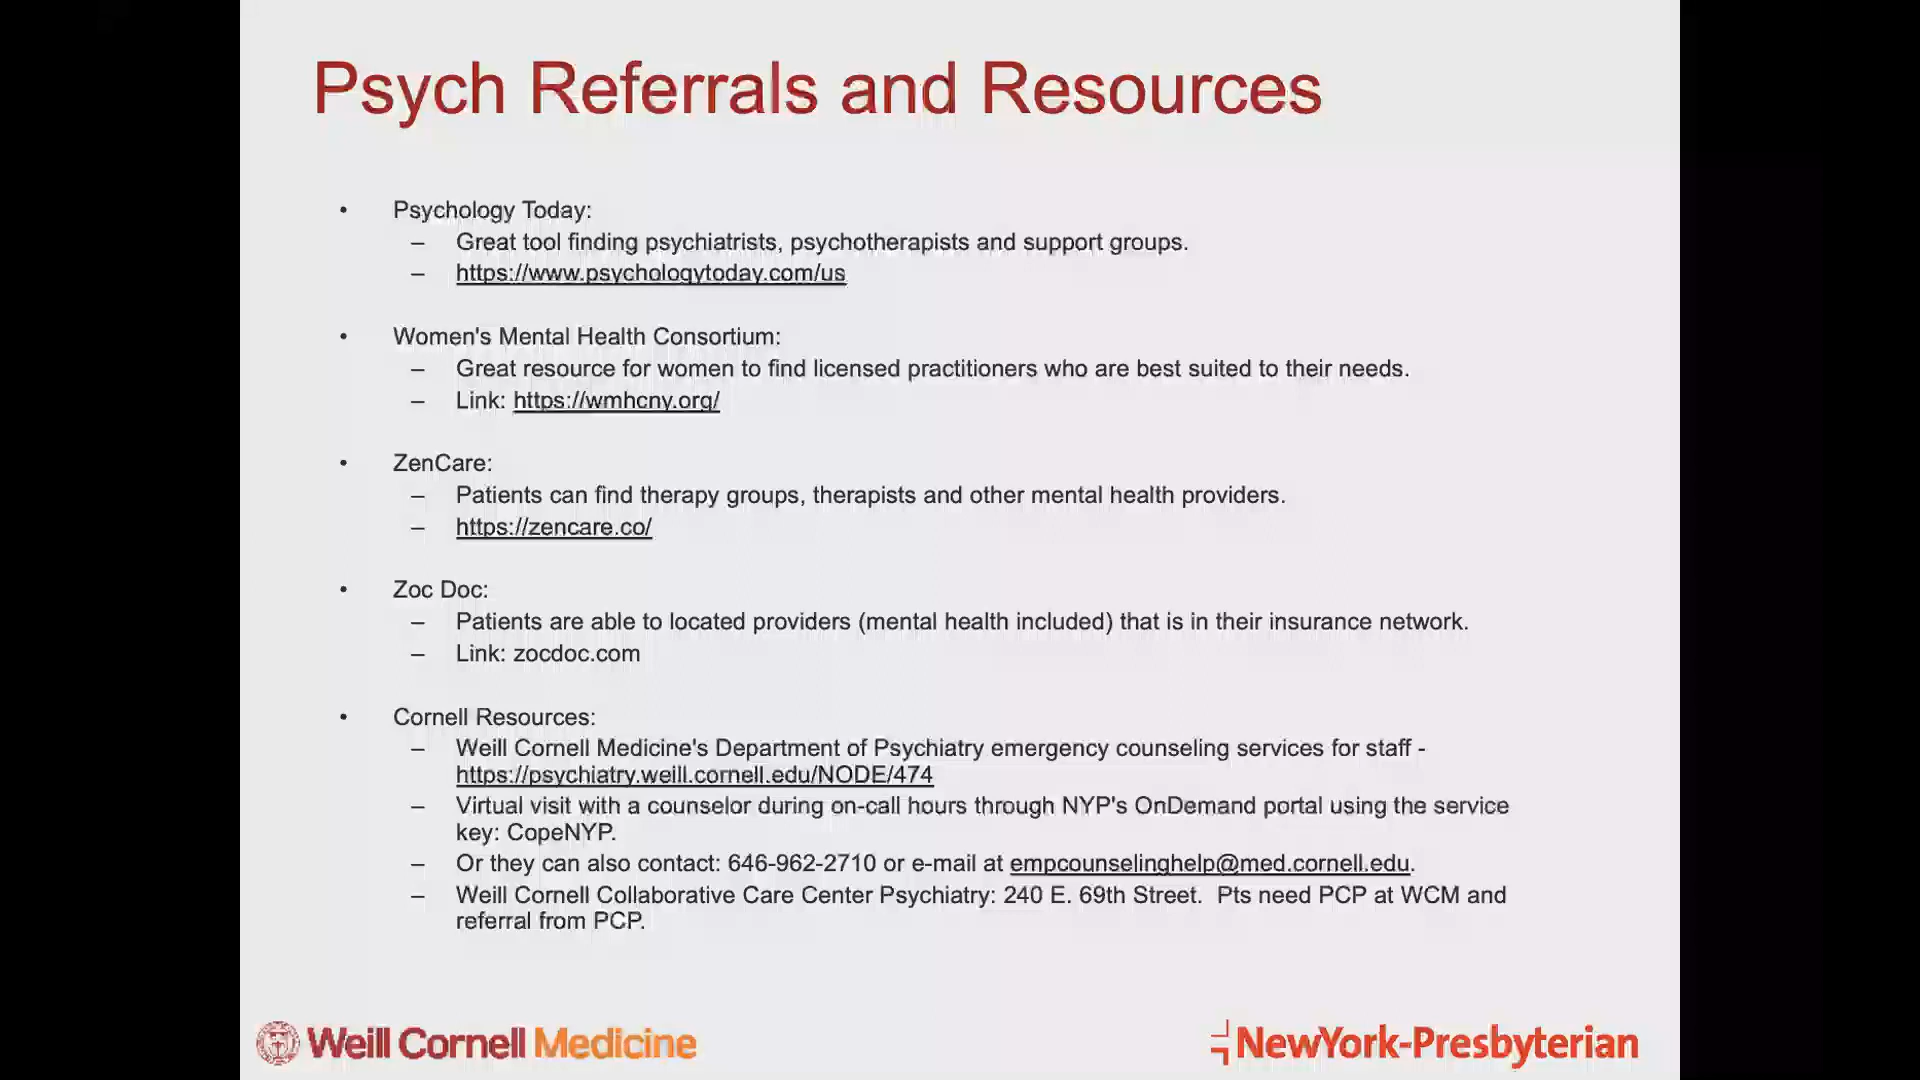 Psych Referrals and Resources
• Psychology Today:
– Great tool finding psychiatrists, psychotherapists and support groups.
– https://www.psychologytoday.com/us
• Women's Mental Health Consortium:
– Great resource for women to find licensed practitioners who are best suited to their needs.
– Link: https://wmhcny.org/
• ZenCare:
– Patients can find therapy groups, therapists and other mental health providers.
– https://zencare.co/
• Zoc Doc:
– Patients are able to located providers (mental health included) that is in their insurance network.
– Link: zocdoc.com
• Cornell Resources:
– Weill Cornell Medicine's Department of Psychiatry emergency counseling services for staff -
https://psychiatry.weill.cornell.edu/NODE/474
– Virtual visit with a counselor during on-call hours through NYP's OnDemand portal using the service
key: CopeNYP.
– Or they can also contact: 646-962-2710 or e-mail at empcounselinghelp@med.cornell.edu.
– Weill Cornell Collaborative Care Center Psychiatry: 240 E. 69th Street.  Pts need PCP at WCM and
referral from PCP.
Weill Cornell Medicine
NewYork-Presbyterian